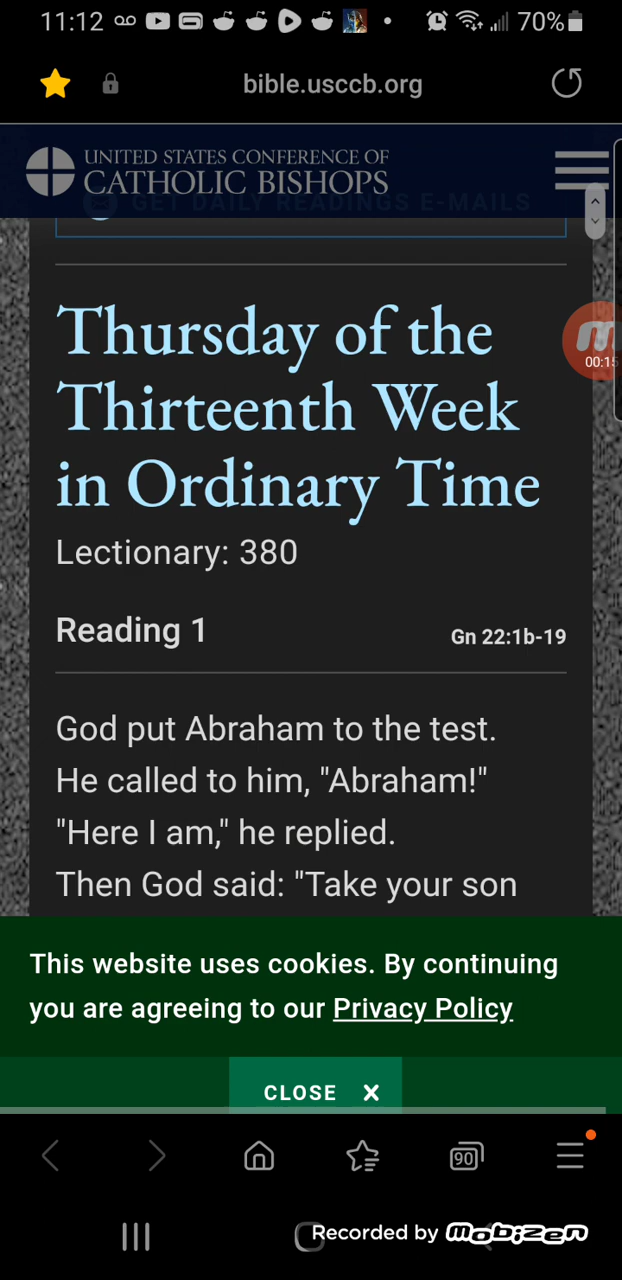 11:12
70%
bible.usccb.org
UNITED STATES CONFERENCE OF
CATHOLIC BISHOPS
GET DAILY READINGS E-MAILS
00:15
Thursday of the
Thirteenth Week
in Ordinary Time
Lectionary: 380
Reading 1
Gn 22:1b-19
God put Abraham to the test.
He called to him, "Abraham!"
"Here I am," he replied.
Then God said: "Take your son
This website uses cookies. By continuing
you are agreeing to our Privacy Policy
CLOSE X
90
Recorded by mobizen